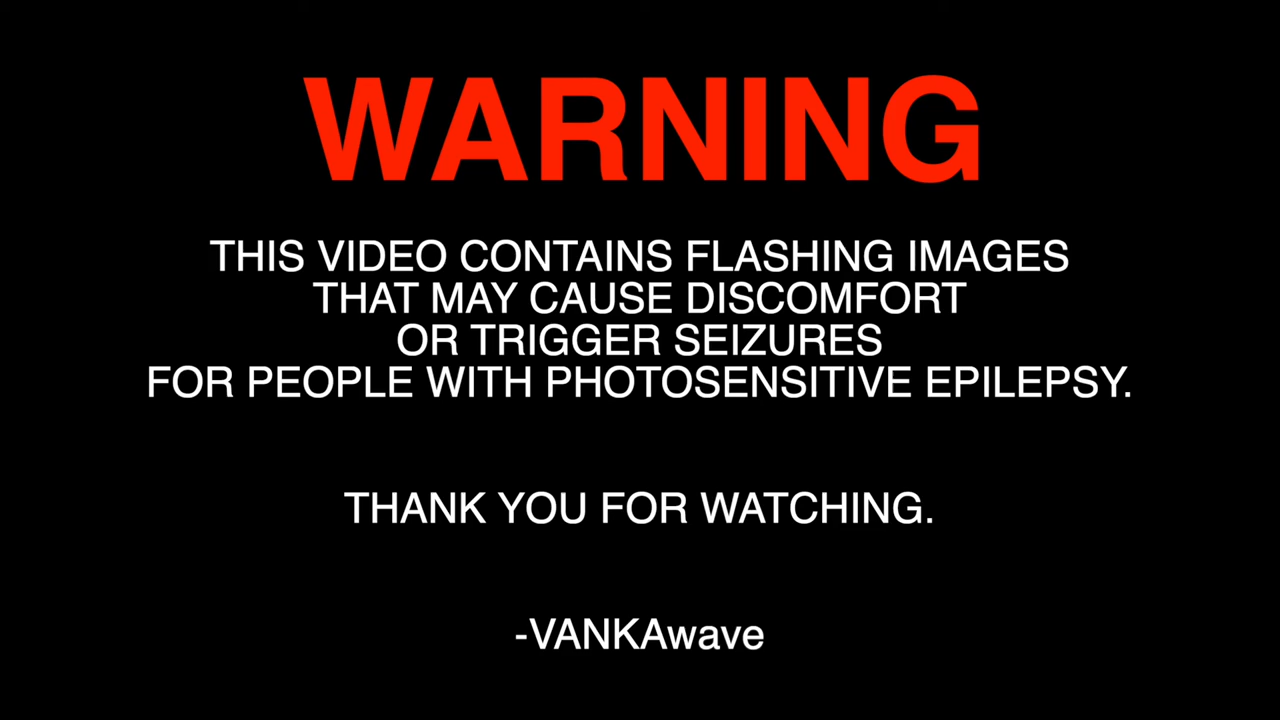 WARNING
THIS VIDEO CONTAINS FLASHING IMAGES
THAT MAY CAUSE DISCOMFORT
OR TRIGGER SEIZURES
FOR PEOPLE WITH PHOTOSENSITIVE EPILEPSY.
THANK YOU FOR WATCHING.
-VANKAwave